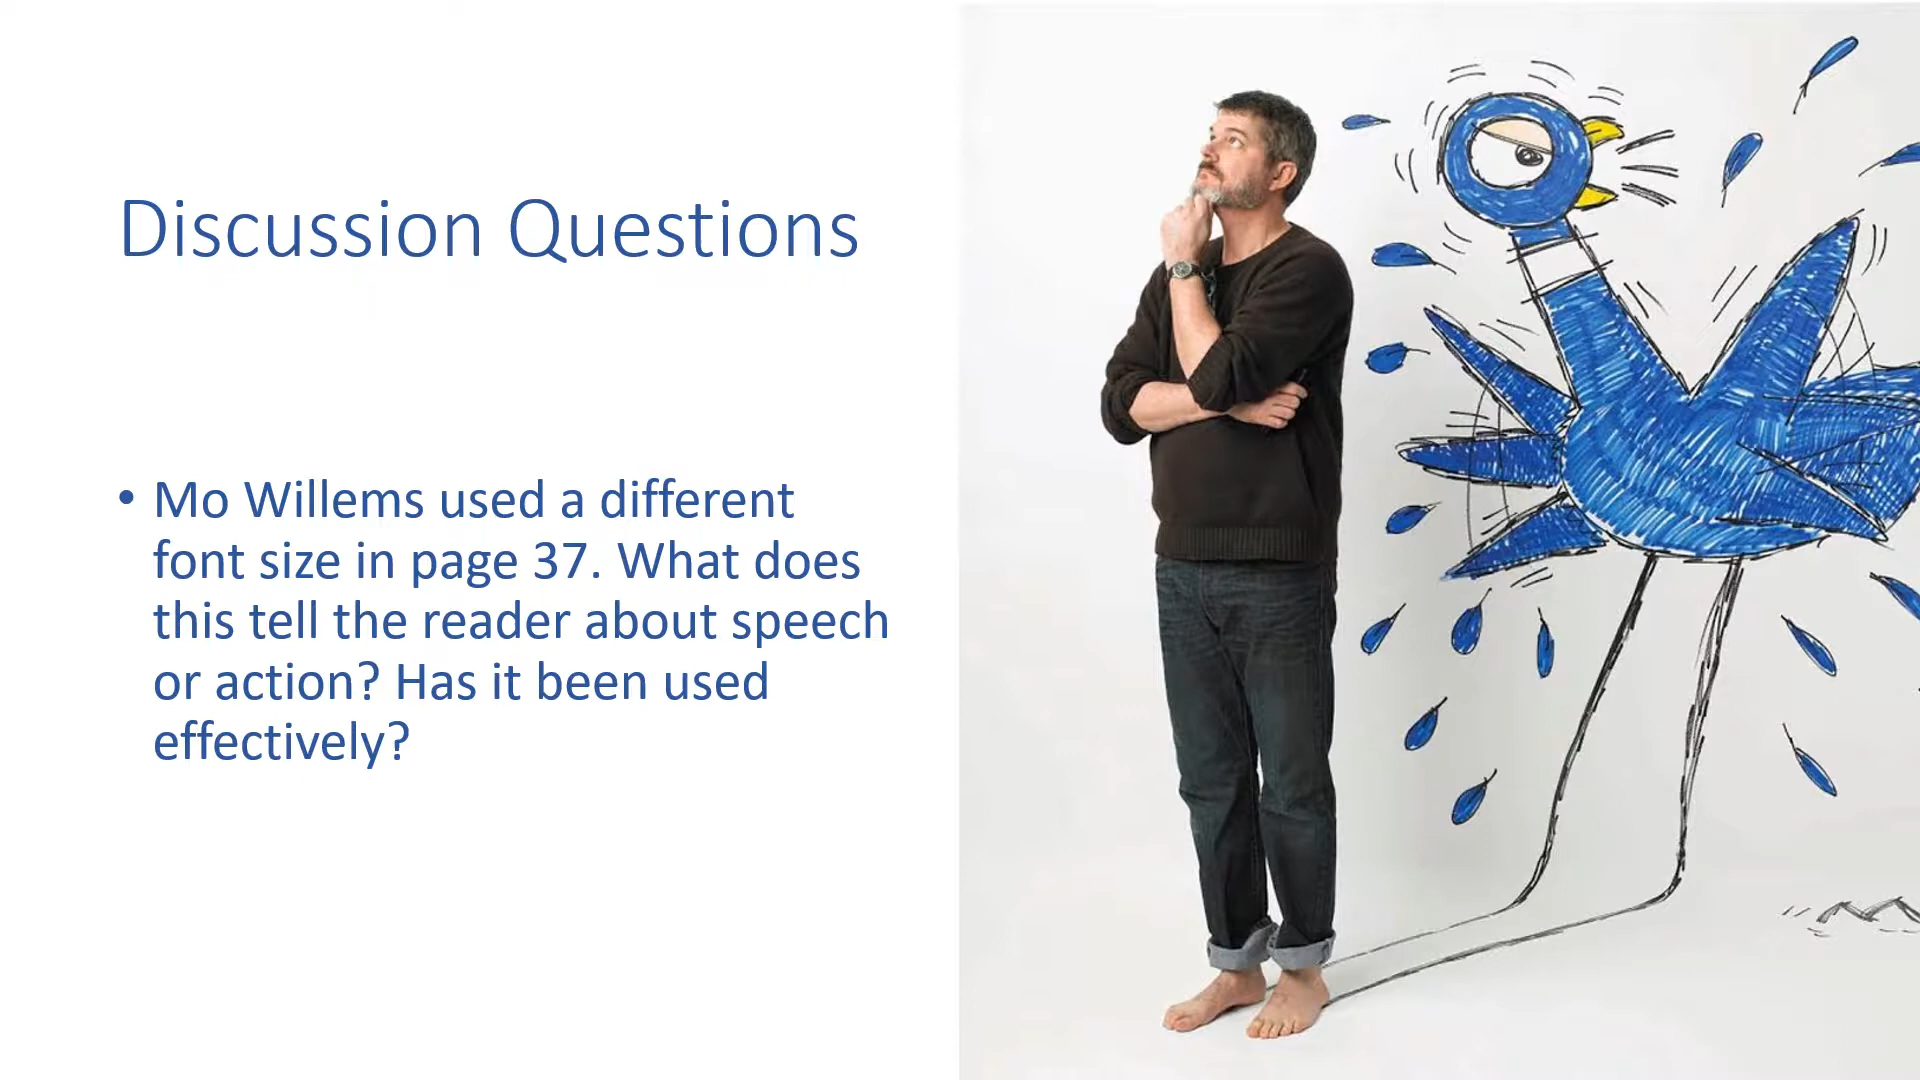 Discussion Questions
• Mo Willems used a different
font size in page 37. What does
this tell the reader about speech
or action? Has it been used
effectively?